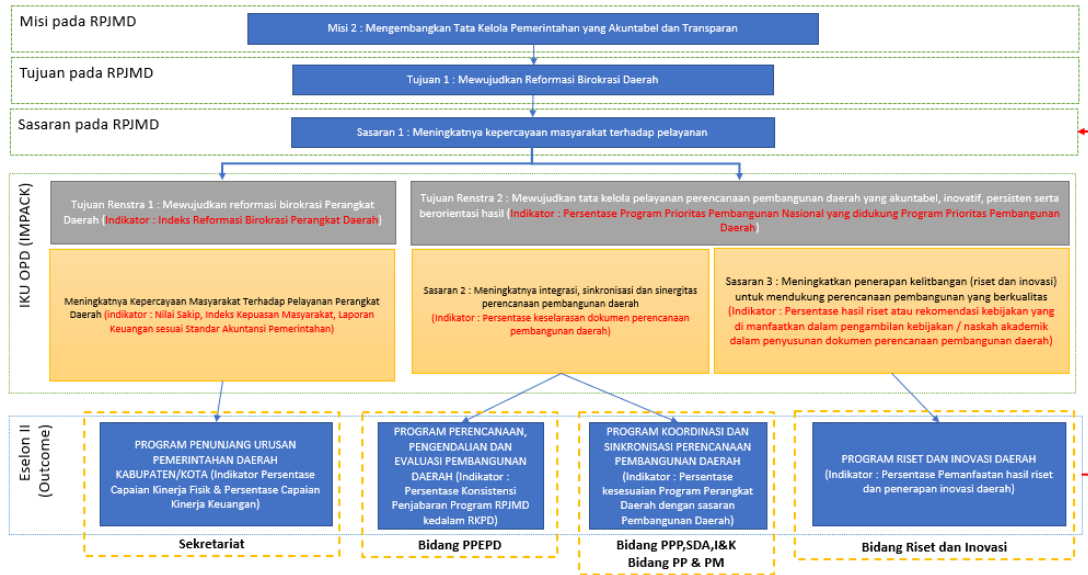 Misi pada RPJMD
Misi 2 : Mengembangkan Tata Kelola Pemerintahan yang Akuntabel dan Transparan
Tujuan pada RPJMD
Tujuan 1 : Mewujudkan Reformasi Birokrasi Daerah
Sasaran pada RPJMD
Sasaran 1 : Meningkatnya kepercayaan masyarakat terhadap pelayanan
IKU OPD (IMPACK)
Tujuan Renstra 1 : Mewujudkan reformasi birokrasi Perangkat
Daerah (Indikator : Indeks Reformasi Birokrasi Perangkat Daerah)
Tujuan Renstra 2 : Mewujudkan tata kelola pelayanan perencanaan pembangunan daerah yang akuntabel, inovatif, persisten serta
berorientasi hasil (Indikator : Persentase Program Prioritas Pembangunan Nasional yang didukung Program Prioritas Pembangunan
Daerah)
Meningkatnya Kepercayaan Masyarakat Terhadap Pelayanan Perangkat
Daerah (indikator : Nilai Sakip, Indeks Kepuasan Masyarakat, Laporan
Keuangan sesuai Standar Akuntansi Pemerintahan)
Sasaran 2 : Meningkatnya integrasi, sinkronisasi dan sinergitas
perencanaan pembangunan daerah
(Indikator : Persentase keselarasan dokumen perencanaan
pembangunan daerah)
Sasaran 3 : Meningkatkan penerapan kelitbangan (riset dan inovasi)
untuk mendukung perencanaan pembangunan yang berkualitas
(Indikator : Persentase hasil riset atau rekomendasi kebijakan yang
di manfaatkan dalam pengambilan kebijakan / naskah akademik
dalam penyusunan dokumen perencanaan pembangunan daerah)
Eselon II
(Outcome)
PROGRAM PENUNJANG URUSAN
PEMERINTAHAN DAERAH
KABUPATEN/KOTA (Indikator Persentase
Capaian Kinerja Fisik & Persentase Capaian
Kinerja Keuangan)
Sekretariat
PROGRAM PERENCANAAN,
PENGENDALIAN DAN
EVALUASI PEMBANGUNAN
DAERAH (Indikator :
Persentase Konsistensi
Penjabaran Program RPJMD
kedalam RKPD)
Bidang PPEPD
PROGRAM KOORDINASI DAN
SINKRONISASI PERENCANAAN
PEMBANGUNAN DAERAH
(Indikator : Persentase
kesesuaian Program Perangkat
Daerah dengan sasaran
Pembangunan Daerah)
Bidang PPP,SDA,I&K
Bidang PP & PM
PROGRAM RISET DAN INOVASI DAERAH
(Indikator : Persentase Pemanfaatan hasil riset
dan penerapan inovasi daerah)
Bidang Riset dan Inovasi